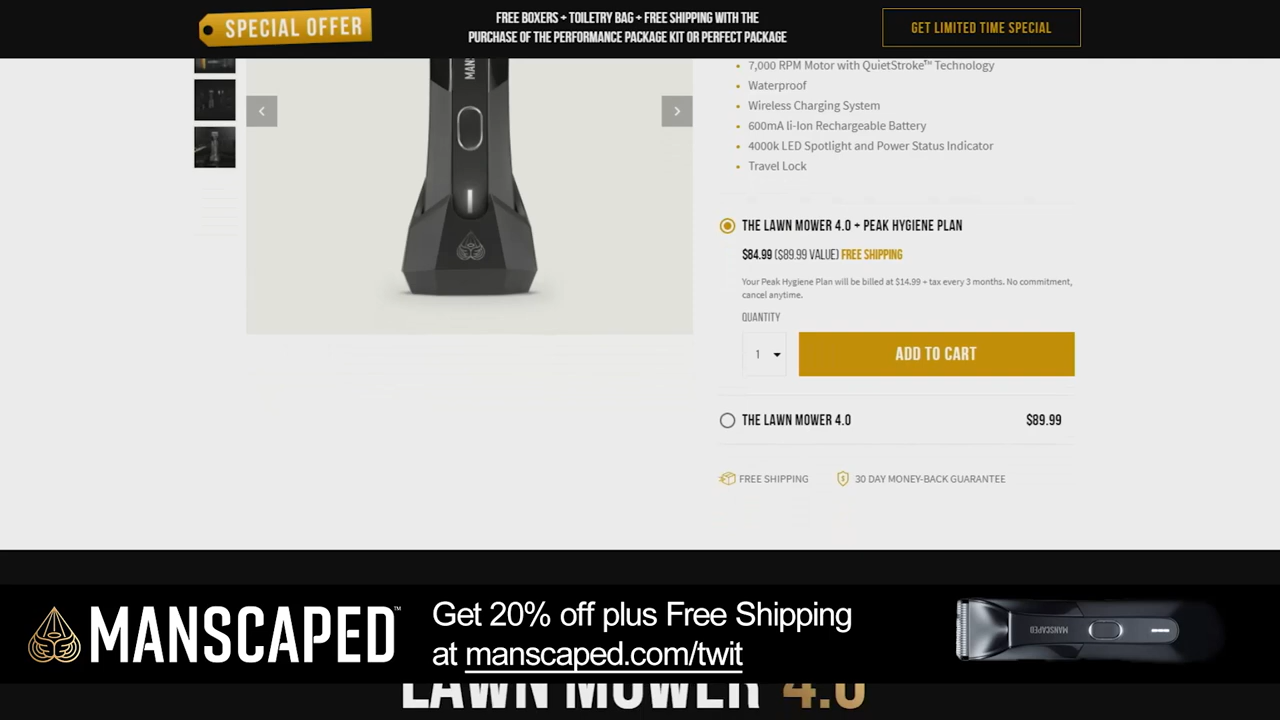 SPECIAL OFFER
FREE BOXERS + TOILETRY BAG + FREE SHIPPING WITH THE
PURCHASE OF THE PERFORMANCE PACKAGE KIT OR PERFECT PACKAGE
GET LIMITED TIME SPECIAL
MANS
7,000 RPM Motor with QuietStroke™ Technology
Waterproof
Wireless Charging System
600mA li-Ion Rechargeable Battery
4000k LED Spotlight and Power Status Indicator
Travel Lock
THE LAWN MOWER 4.0 + PEAK HYGIENE PLAN
$84.99 ($89.99 VALUE) FREE SHIPPING
Your Peak Hygiene Plan will be billed at $14.99 + tax every 3 months. No commitment,
cancel anytime.
QUANTITY
1
ADD TO CART
THE LAWN MOWER 4.0 $89.99
FREE SHIPPING
30 DAY MONEY-BACK GUARANTEE
MANSCAPED™
Get 20% off plus Free Shipping
at manscaped.com/twit
MANSCAPED
LAWN MOWER 4.0